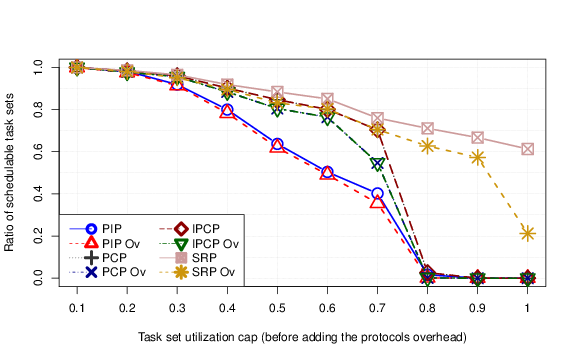 Ratio of schedulable task sets
1.0
0.8
0.6
0.4
0.2
0.0
PIP
PIP Ov
PCP
PCP Ov
IPCP
IPCP Ov
SRP
SRP Ov
0.1 0.2 0.3 0.4 0.5 0.6 0.7 0.8 0.9 1
Task set utilization cap (before adding the protocols overhead)